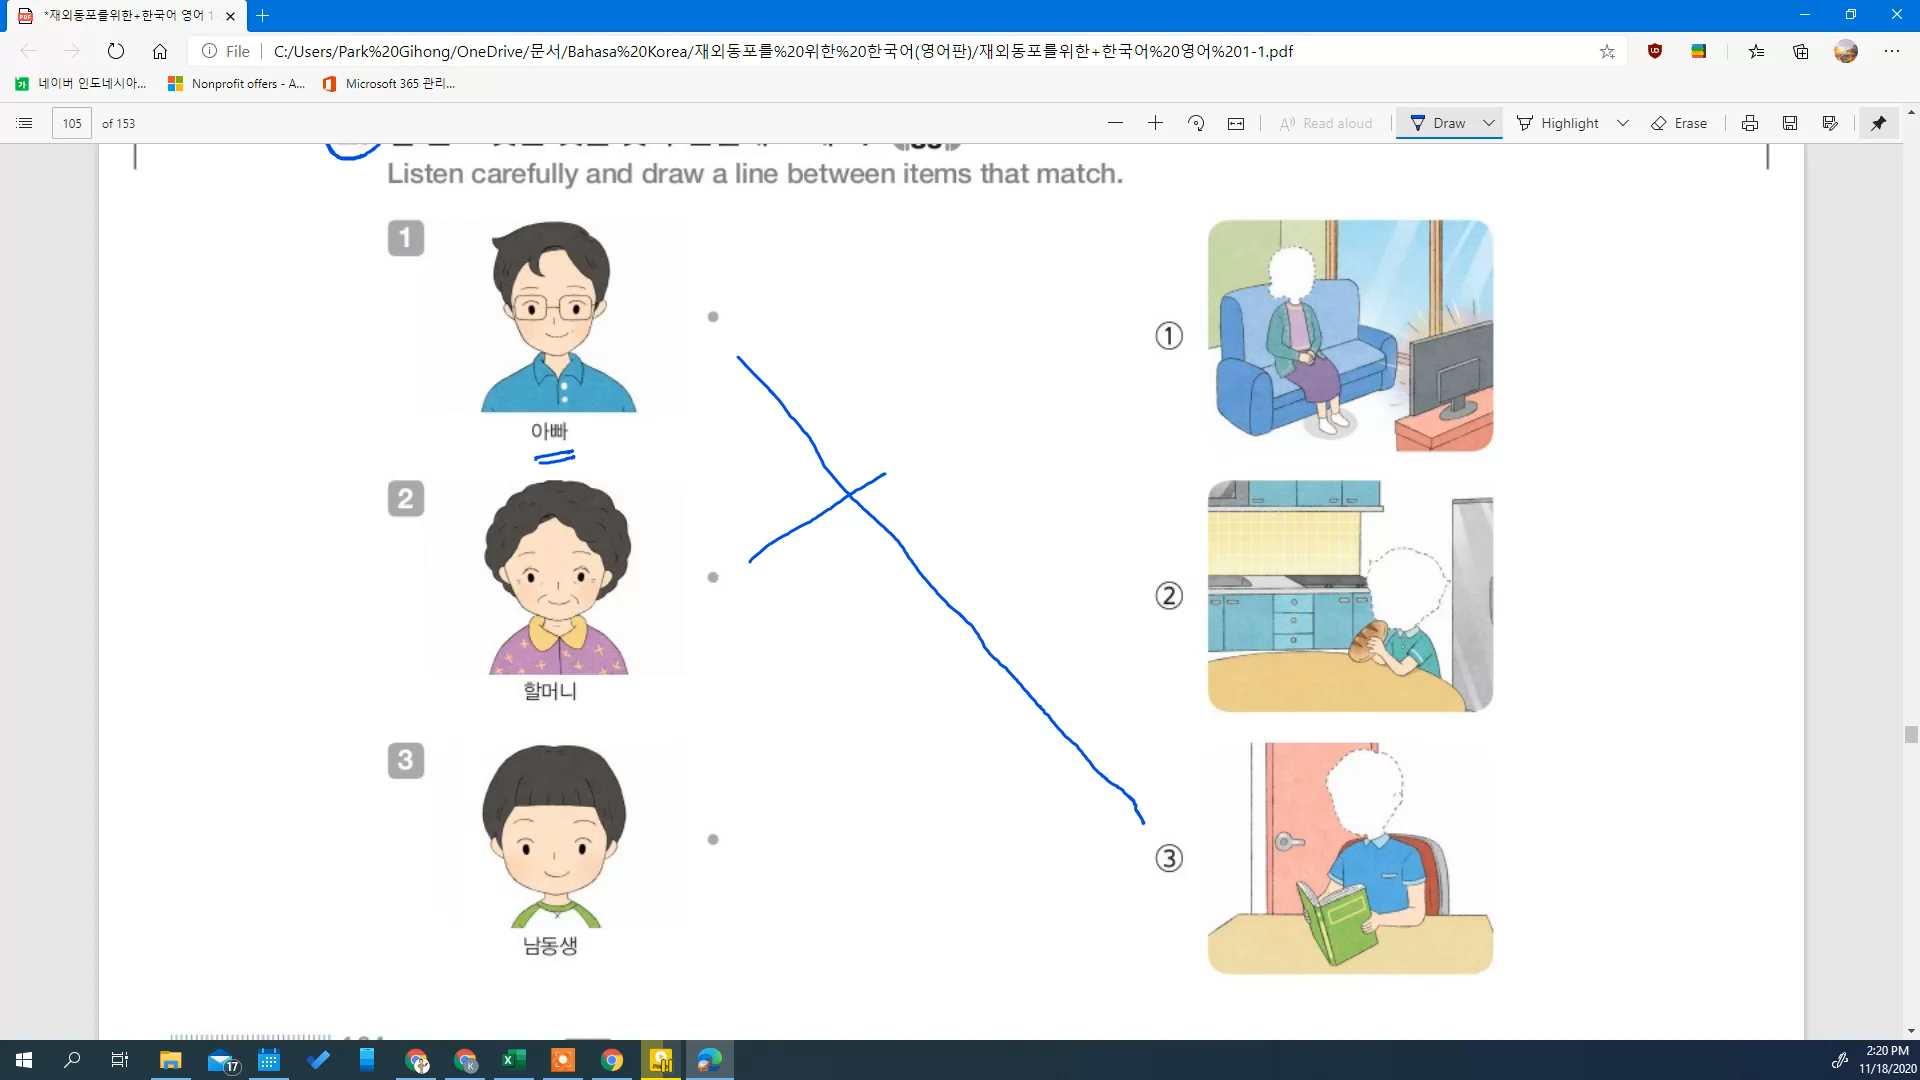 *재외동포를위한+한국어 영어 1
File
C:/Users/Park%20Gihong/OneDrive/문서/Bahasa%20Korea/재외동포를%20위한%20한국어(영어판)/재외동포를위한+한국어%20영어%201-1.pdf
네이버 인도네시아...
Nonprofit offers - A...
Microsoft 365 관리...
105 of 153
Read aloud
Draw
Highlight
Erase
Listen carefully and draw a line between items that match.
1
①
아빠
2
②
할머니
3
③
남동생
17
2:20 PM
11/18/2020